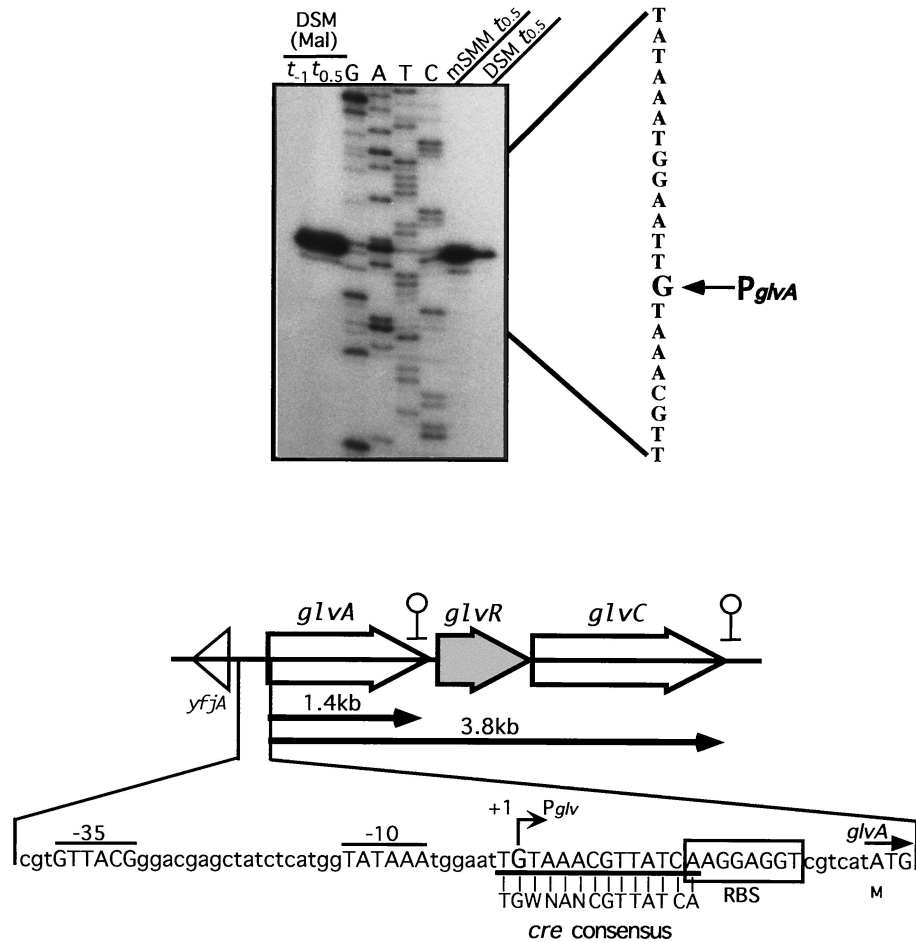 DSM
(Mal)
t-1 t0.5 G A T C mSMM t0.5 DSM t0.5
T
A
T
A
A
A
T
G
G
A
A
T
T
G
T
A
A
A
C
G
T
T
PglvA
glvA glvR glvC
yfjA
1.4kb
3.8kb
+1 Pglv
-35 -10 glvA
cgtGTTACGggacgagctatctcatggTATAAAtggaatTGTAAACGTTATCAAGGAGGTcgtcatATG
TGWNANCGTTATCA RBS M
cre consensus